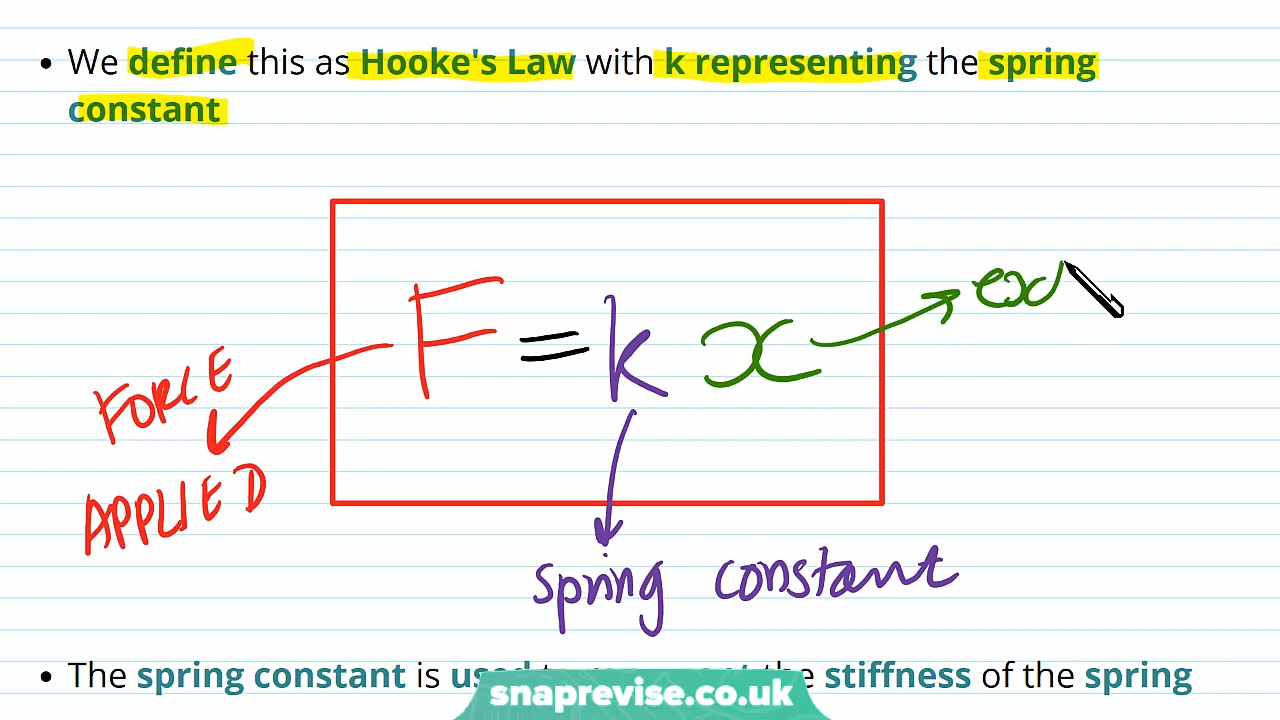 We define this as Hooke's Law with k representing the spring
constant
F = k x
FORCE
APPLIED
spring constant
The spring constant is the stiffness of the spring
snaprevise.co.uk